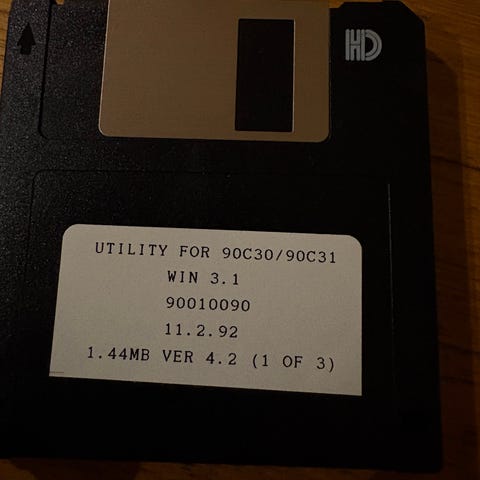 HD
UTILITY FOR 90C30/90C31
WIN 3.1
90010090
11.2.92
1.44MB VER 4.2 (1 OF 3)